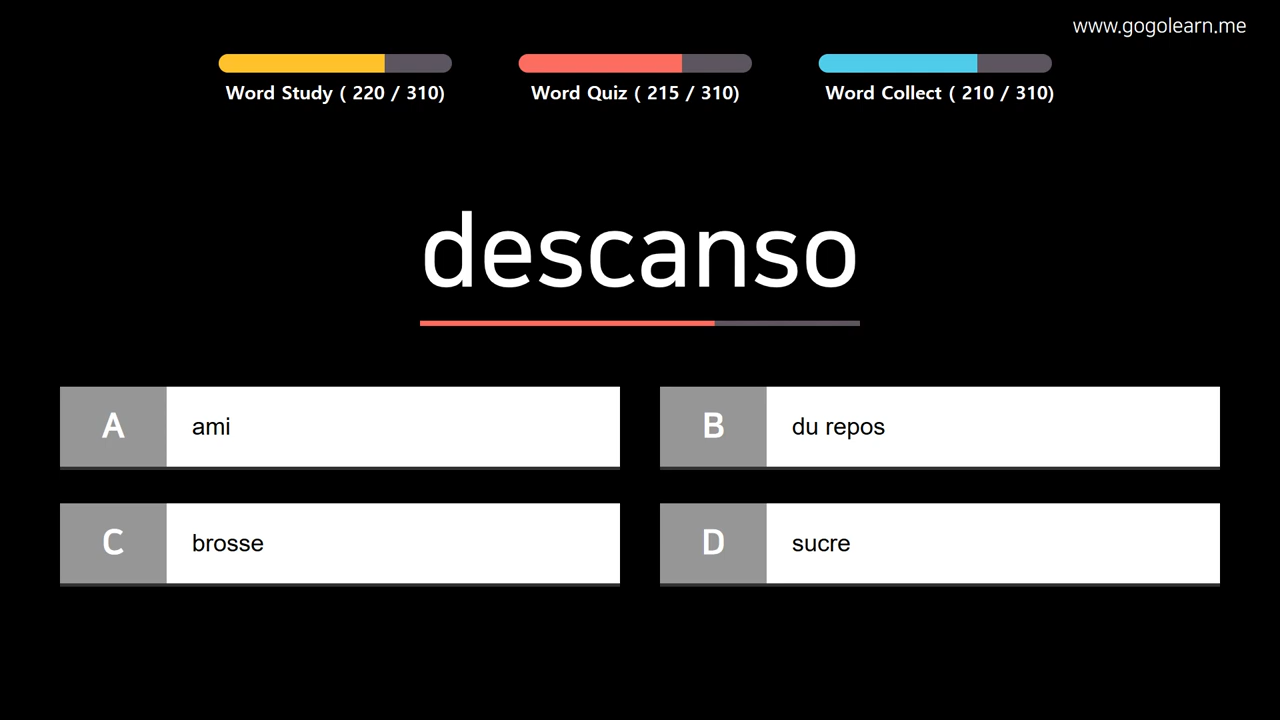 www.gogolearn.me
Word Study ( 220 / 310)
Word Quiz ( 215 / 310)
Word Collect ( 210 / 310)
descanso
A
ami
B
du repos
C
brosse
D
sucre